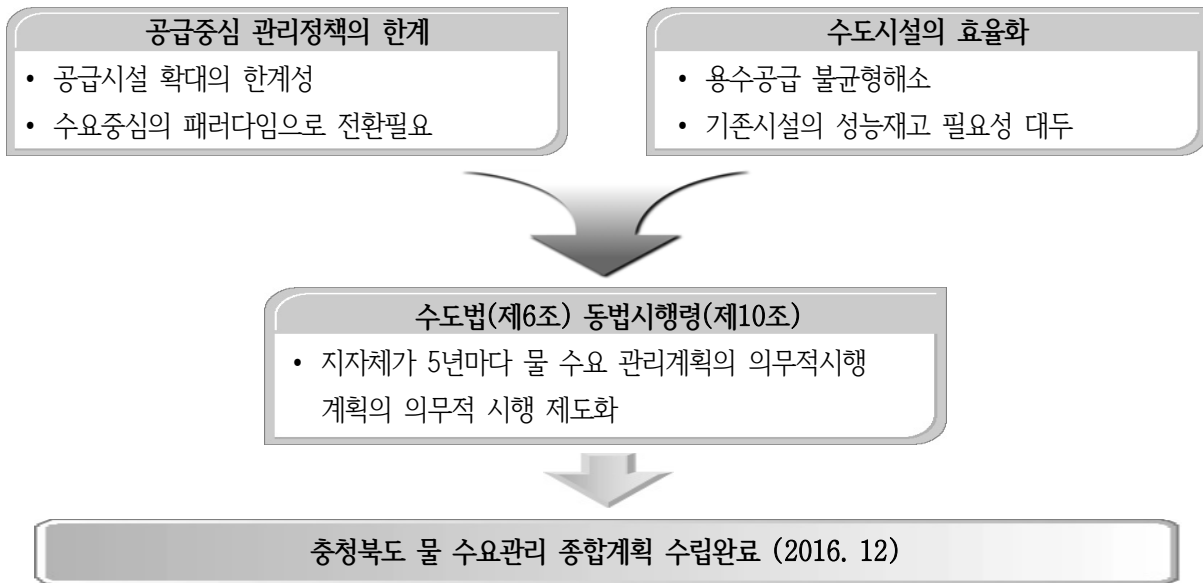 공급중심 관리정책의 한계
• 공급시설 확대의 한계성
• 수요중심의 패러다임으로 전환필요
수도시설의 효율화
• 용수공급 불균형해소
• 기존시설의 성능재고 필요성 대두
수도법(제6조) 동법시행령(제10조)
• 지자체가 5년마다 물 수요 관리계획의 의무적시행
계획의 의무적 시행 제도화
충청북도 물 수요관리 종합계획 수립완료 (2016. 12)